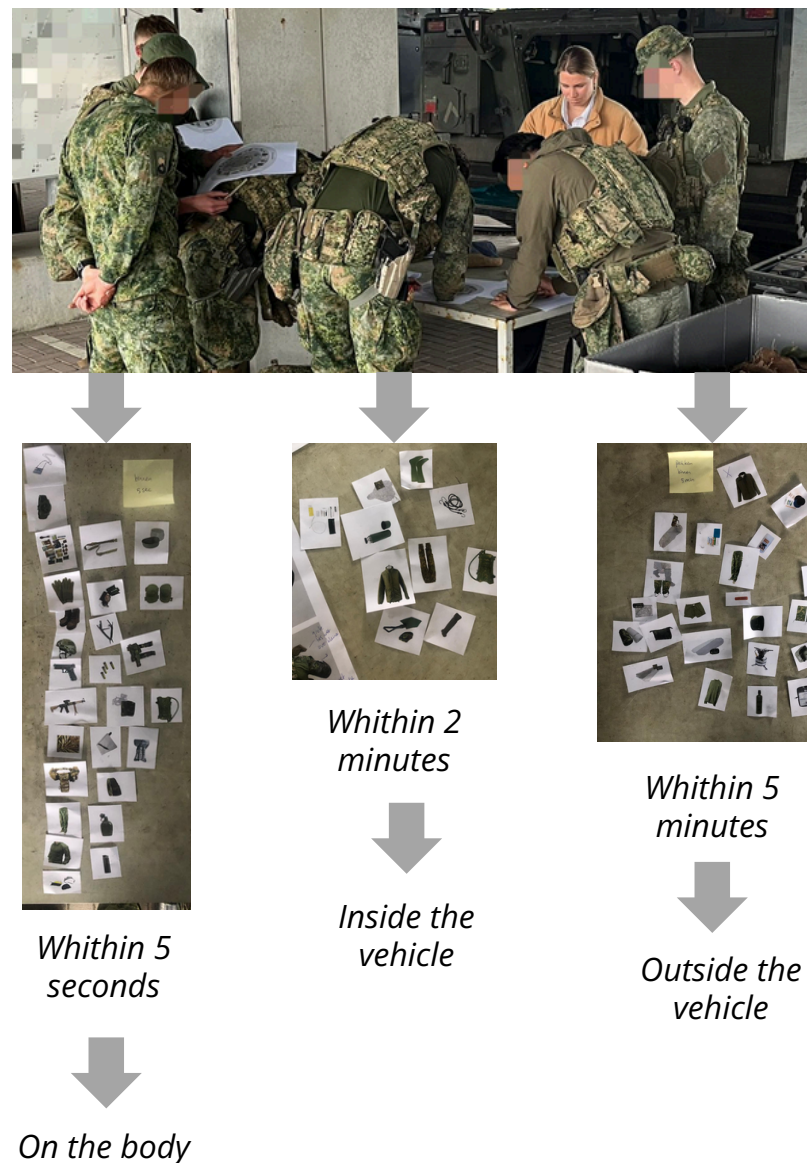 Whithin 5
seconds
On the body
Whithin 2
minutes
Inside the
vehicle
Whithin 5
minutes
Outside the
vehicle